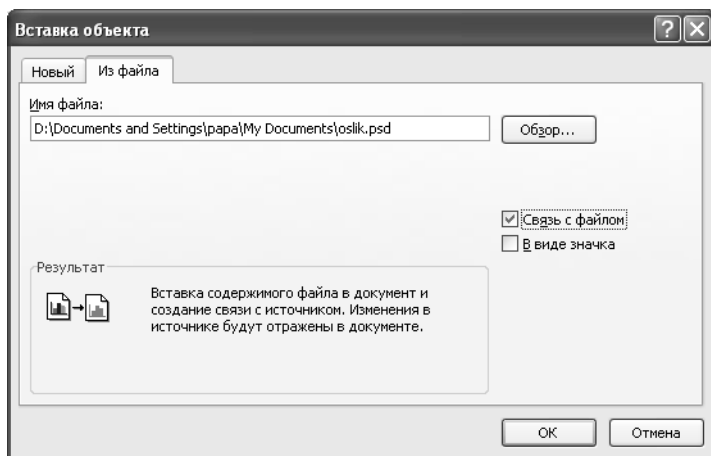 Вставка объекта
Новый
Из файла
Имя файла:
D:\Documents and Settings\papa\My Documents\oslik.psd
Обзор...
Связь с файлом
В виде значка
Результат
Вставка содержимого файла в документ и
создание связи с источником. Изменения в
источнике будут отражены в документе.
ОК
Отмена